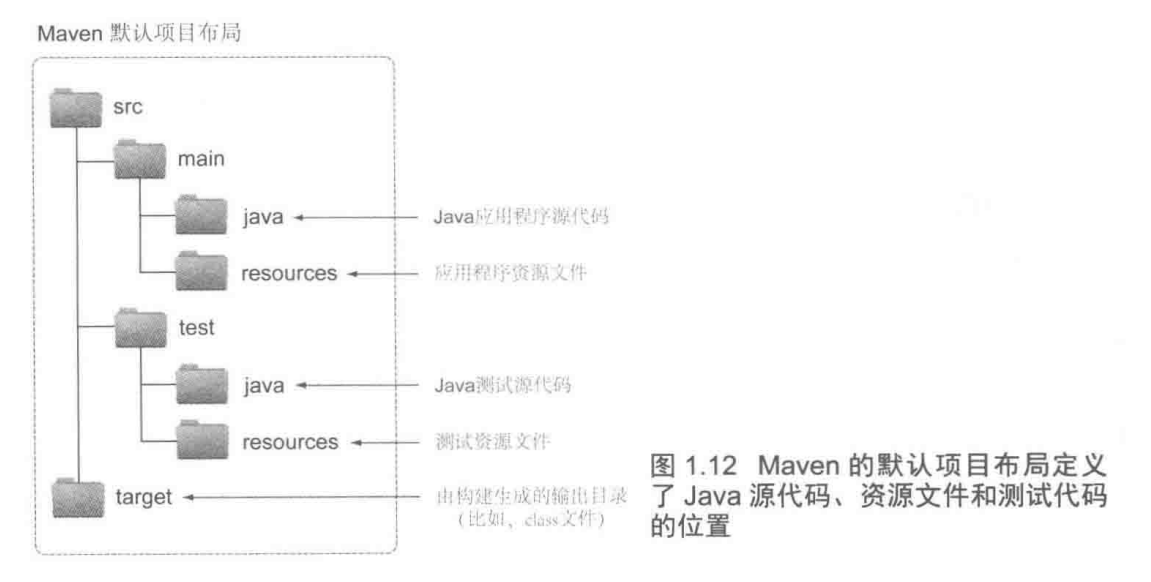 Maven 默认项目布局
src
main
java
Java应用程序源代码
resources
应用程序资源文件
test
java
Java测试源代码
resources
测试资源文件
target
由构建生成的输出目录
(比如、class文件)
图 1.12 Maven 的默认项目布局定义
了 Java 源代码、资源文件和测试代码
的位置